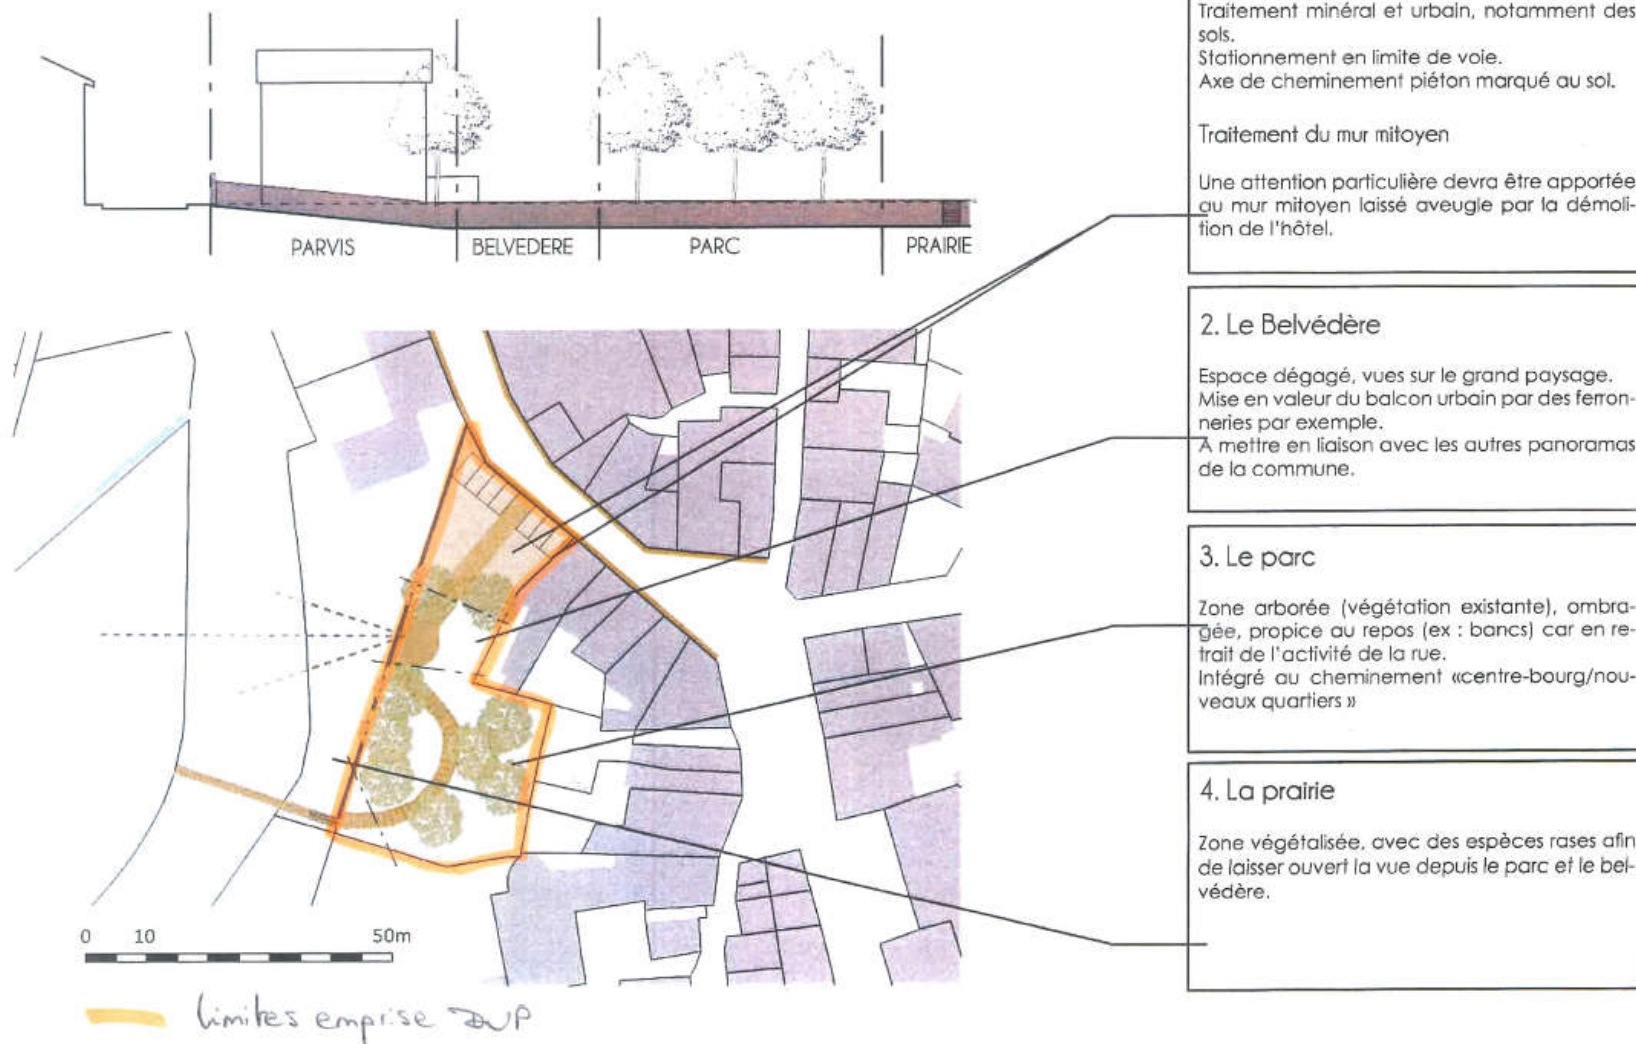 PARVIS
BELVEDERE
PARC
PRAIRIE
Traitement minéral et urbain, notamment des
sols.
Stationnement en limite de voie.
Axe de cheminement piéton marqué au sol.
Traitement du mur mitoyen
Une attention particulière devra être apportée
au mur mitoyen laissé aveugle par la démoli-
tion de l'hôtel.
2. Le Belvédère
Espace dégagé, vues sur le grand paysage.
Mise en valeur du balcon urbain par des ferron-
neries par exemple.
A mettre en liaison avec les autres panoramas
de la commune.
3. Le parc
Zone arborée (végétation existante), ombra-
gée, propice au repos (ex : bancs) car en re-
trait de l'activité de la rue.
Intégré au cheminement «centre-bourg/nou-
veaux quartiers»
4. La prairie
Zone végétalisée, avec des espèces rases afin
de laisser ouvert la vue depuis le parc et le bel-
védère.
0 10 50m
limites emprise DUP